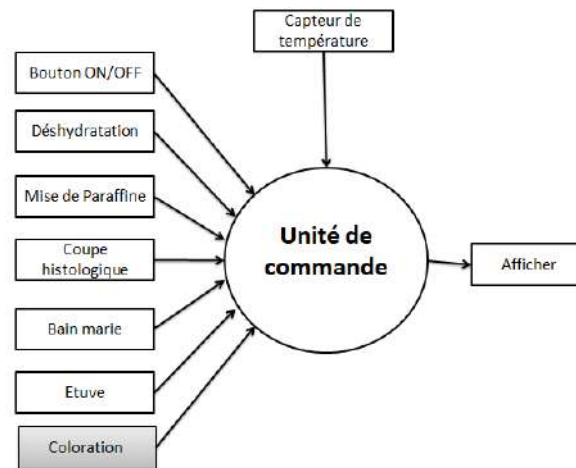 Capteur de
température
Bouton ON/OFF
Déshydratation
Mise de Paraffine
Coupe
histologique
Bain marie
Etuve
Coloration
Unité de
commande
Afficher